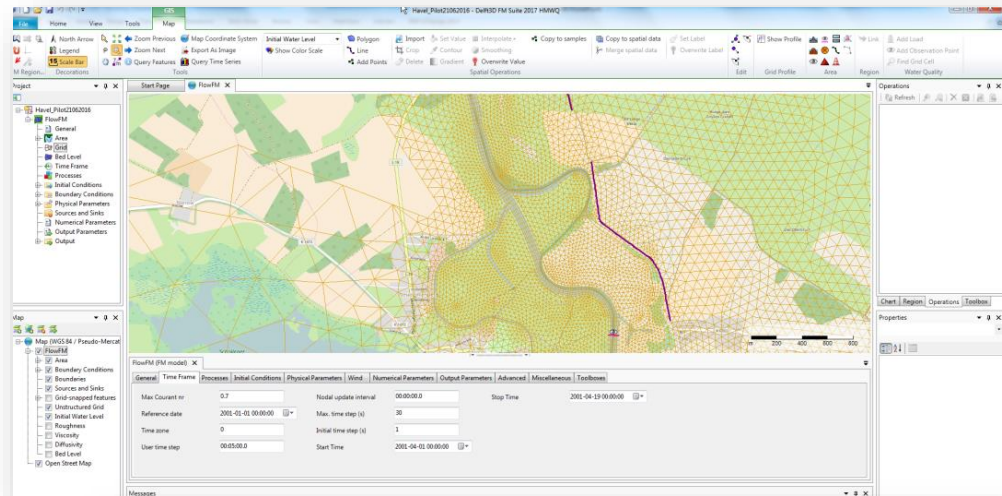 Havel_Pilot21062016 - Delft3D FM Suite 2017 HMWQ
GIS
File Home View Tools Map
North Arrow Zoom Previous Map Coordinate System Initial Water Level Polygon Import Set Value Interpolate Copy to samples Copy to spatial data Set Label Show Profile Link Add Load
Legend Zoom Next Export As Image Show Color Scale Line Crop Contour Smoothing Merge spatial data Overwrite Label Add Observation Point
Scale Bar Query Features Query Time Series Add Points Delete Gradient Overwrite Value Find Grid Cell
M Region... Decorations Tools Spatial Operations Edit Grid Profile Area Region Water Quality
Project
Start Page FlowFM
Operations
Refresh
Havel_Pilot21062016
FlowFM
General
Area
Grid
Bed Level
Time Frame
Processes
Initial Conditions
Boundary Conditions
Physical Parameters
Sources and Sinks
Numerical Parameters
Output Parameters
Output
200 400 600 800
Chart Region Operations Toolbox
Map
Properties
Map (WGS 84 / Pseudo-Mercat
FlowFM
Area
Boundary Conditions
Boundaries
Sources and Sinks
Grid-snapped features
Unstructured Grid
Initial Water Level
Roughness
Viscosity
Diffusivity
Bed Level
Open Street Map
FlowFM (FM model)
General Time Frame Processes Initial Conditions Physical Parameters Wind Numerical Parameters Output Parameters Advanced Miscellaneous Toolboxes
Max Courant nr 0.7 Nodal update interval 00:00:00.0 Stop Time 2001-04-19 00:00:00
Reference date 2001-01-01 00:00:00 Max. time step (s) 30
Time zone 0 Initial time step (s) 1
User time step 00:05:00.0 Start Time 2001-04-01 00:00:00
Messages